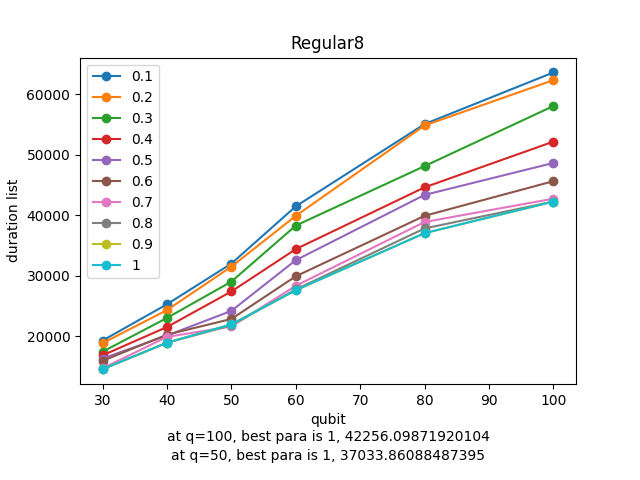 Regular8
0.1
0.2
0.3
0.4
0.5
0.6
0.7
0.8
0.9
1
duration list
60000
50000
40000
30000
20000
30 40 50 60 70 80 90 100
qubit
at q=100, best para is 1, 42256.09871920104
at q=50, best para is 1, 37033.86088487395